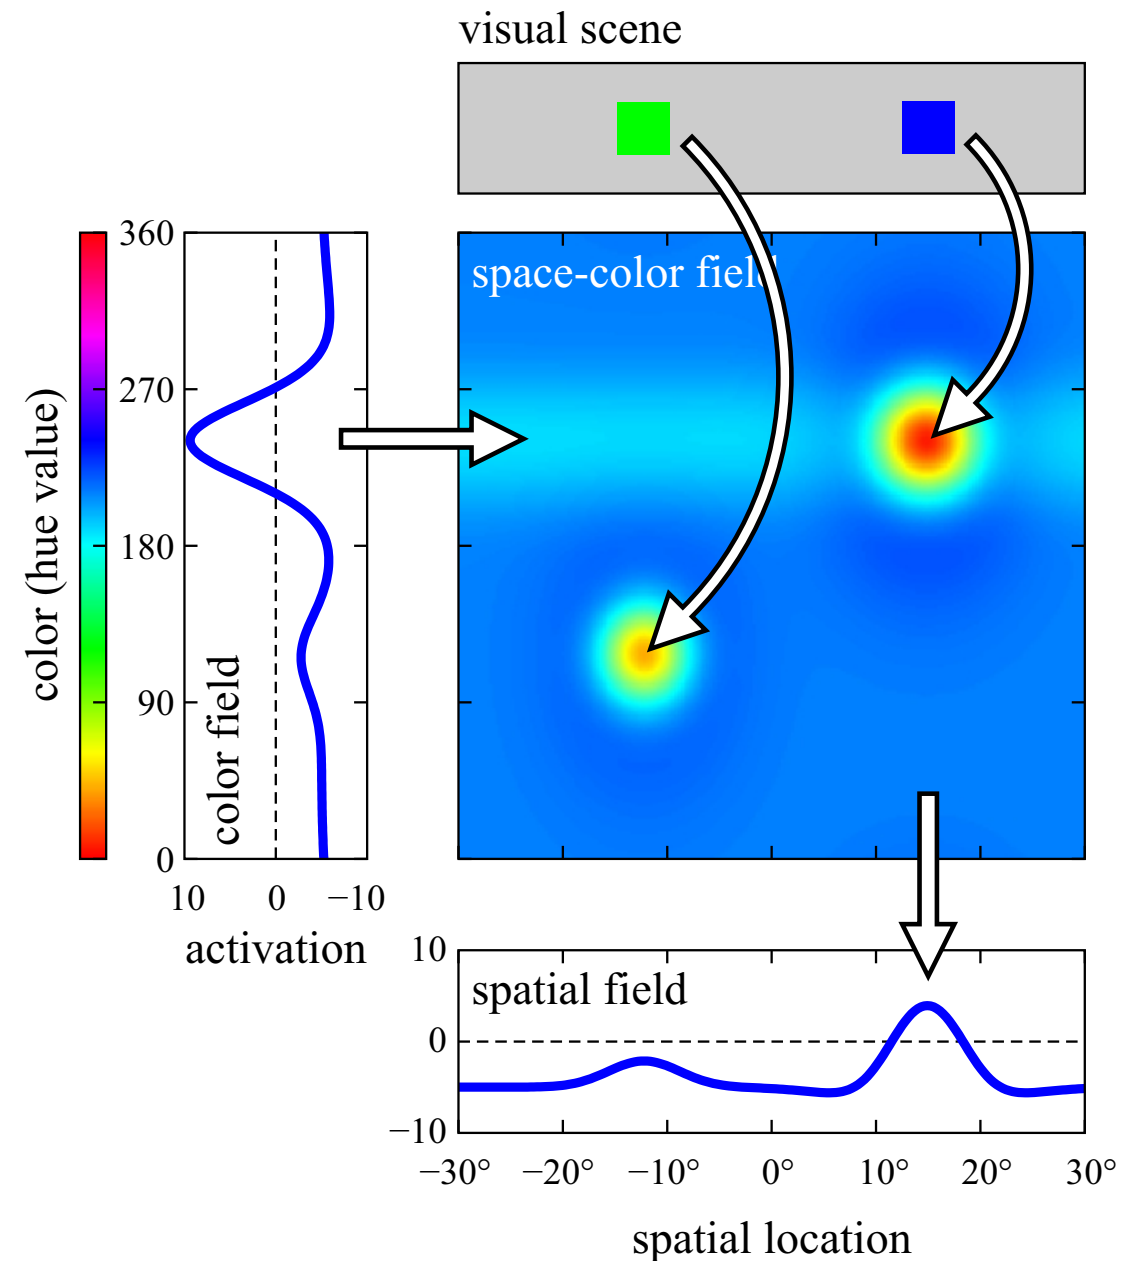 visual scene
space-color field
color (hue value)
360
270
180
90
0
color field
10 0 −10
activation
spatial field
10
0
−10
−30° −20° −10° 0° 10° 20° 30°
spatial location